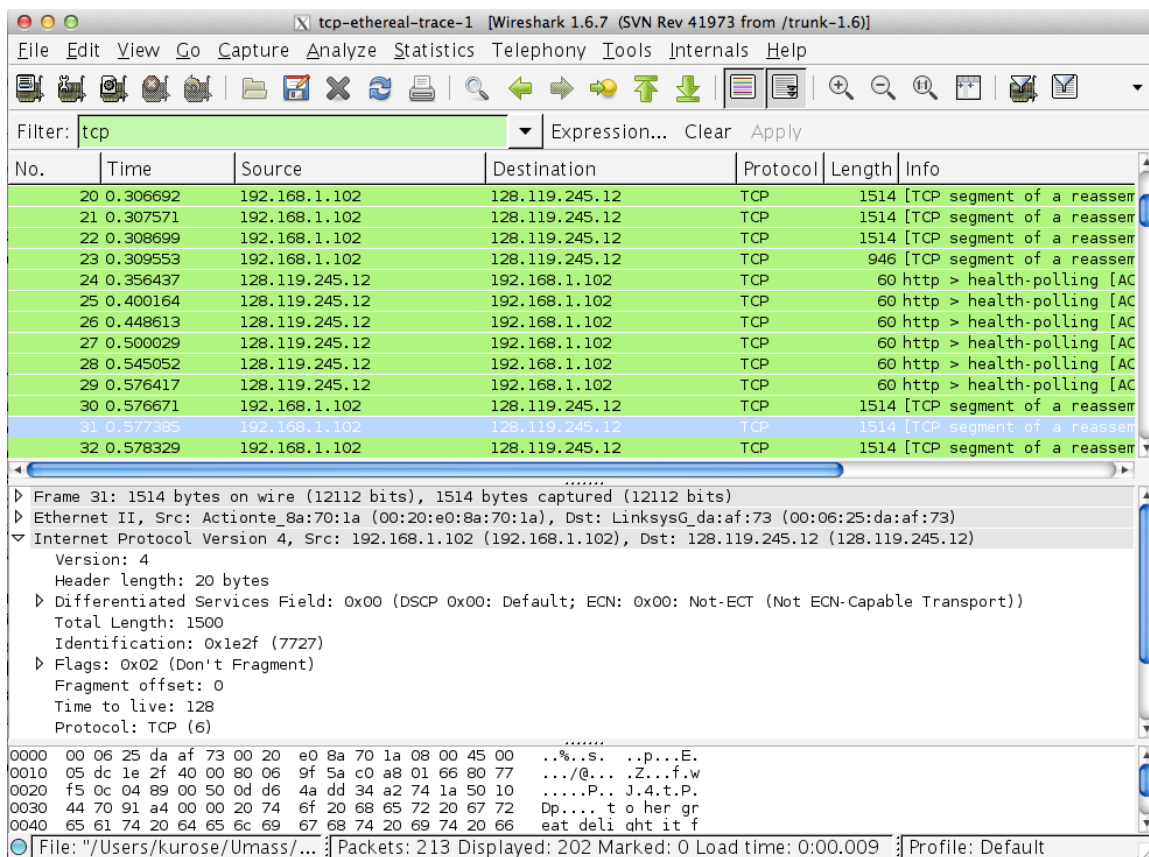 tcp-ethereal-trace-1 [Wireshark 1.6.7 (SVN Rev 41973 from /trunk-1.6)]
File Edit View Go Capture Analyze Statistics Telephony Tools Internals Help
Filter: tcp Expression... Clear Apply
No. Time Source Destination Protocol Length Info
20 0.306692 192.168.1.102 128.119.245.12 TCP 1514 [TCP segment of a reassem
21 0.307571 192.168.1.102 128.119.245.12 TCP 1514 [TCP segment of a reassem
22 0.308699 192.168.1.102 128.119.245.12 TCP 1514 [TCP segment of a reassem
23 0.309553 192.168.1.102 128.119.245.12 TCP 946 [TCP segment of a reassem
24 0.356437 128.119.245.12 192.168.1.102 TCP 60 http > health-polling [AC
25 0.400164 128.119.245.12 192.168.1.102 TCP 60 http > health-polling [AC
26 0.448613 128.119.245.12 192.168.1.102 TCP 60 http > health-polling [AC
27 0.500029 128.119.245.12 192.168.1.102 TCP 60 http > health-polling [AC
28 0.545052 128.119.245.12 192.168.1.102 TCP 60 http > health-polling [AC
29 0.576417 128.119.245.12 192.168.1.102 TCP 60 http > health-polling [AC
30 0.576671 192.168.1.102 128.119.245.12 TCP 1514 [TCP segment of a reassem
31 0.577385 192.168.1.102 128.119.245.12 TCP 1514 [TCP segment of a reassem
32 0.578329 192.168.1.102 128.119.245.12 TCP 1514 [TCP segment of a reassem
Frame 31: 1514 bytes on wire (12112 bits), 1514 bytes captured (12112 bits)
Ethernet II, Src: Actionte_8a:70:1a (00:20:e0:8a:70:1a), Dst: LinksysG_da:af:73 (00:06:25:da:af:73)
Internet Protocol Version 4, Src: 192.168.1.102 (192.168.1.102), Dst: 128.119.245.12 (128.119.245.12)
Version: 4
Header length: 20 bytes
Differentiated Services Field: 0x00 (DSCP 0x00: Default; ECN: 0x00: Not-ECT (Not ECN-Capable Transport))
Total Length: 1500
Identification: 0x1e2f (7727)
Flags: 0x02 (Don't Fragment)
Fragment offset: 0
Time to live: 128
Protocol: TCP (6)
0000 00 06 25 da af 73 00 20 e0 8a 70 1a 08 00 45 00 ..%..s. ..p...E.
0010 05 dc 1e 2f 40 00 80 06 9f 5a c0 a8 01 66 80 77 .../@... .Z...f.w
0020 f5 0c 04 89 00 50 0d d6 4a dd 34 a2 74 1a 50 10 .....P.. J.4.t.P.
0030 44 70 91 a4 00 00 20 74 6f 20 68 65 72 20 67 72 Dp.... t o her gr
0040 65 61 74 20 64 65 6c 69 67 68 74 20 69 74 20 66 eat deli ght it f
File: "/Users/kurose/Umass/... Packets: 213 Displayed: 202 Marked: 0 Load time: 0:00.009 Profile: Default